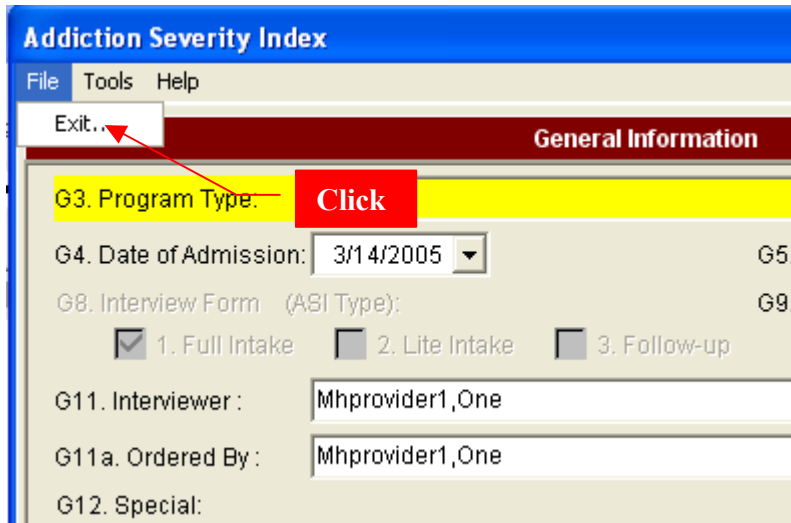 Addiction Severity Index
File Tools Help
Exit...
General Information
G3. Program Type:
Click
G4. Date of Admission: 3/14/2005 G5.
G8. Interview Form (ASI Type): G9.
1. Full Intake 2. Lite Intake 3. Follow-up
G11. Interviewer : Mhprovider1,One
G11a. Ordered By : Mhprovider1,One
G12. Special: